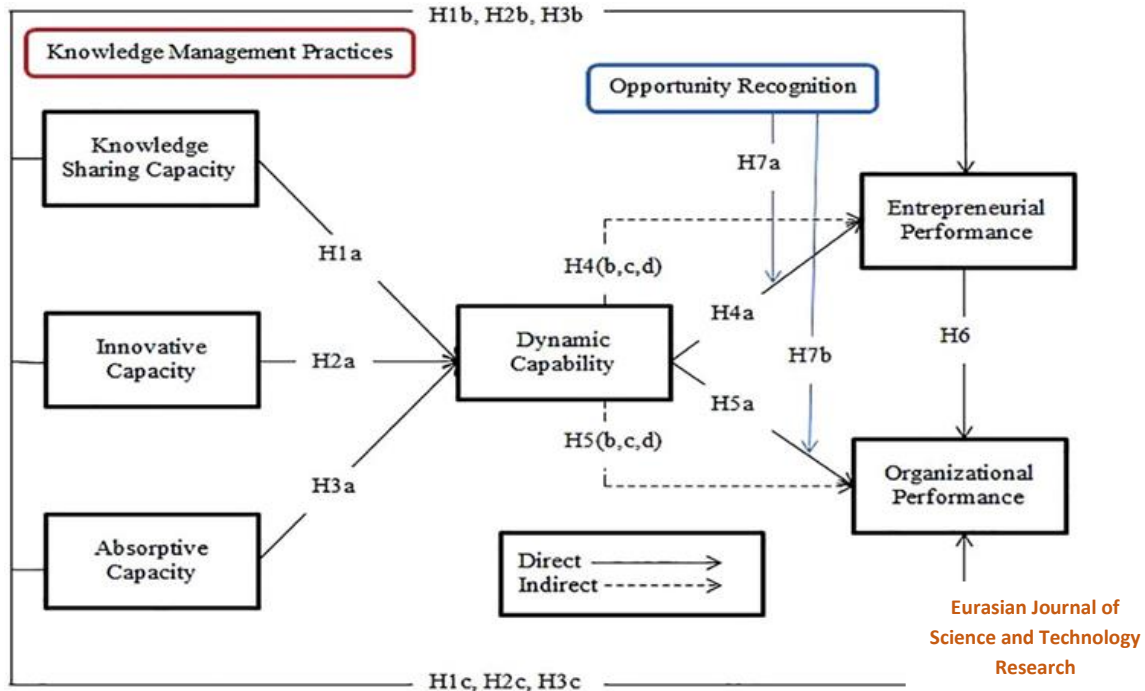 H1b, H2b, H3b
Knowledge Management Practices
Opportunity Recognition
Knowledge
Sharing Capacity
H7a
Entrepreneurial
Performance
H1a
H4(b,c,d)
H4a
H6
Innovative
Capacity
H2a
Dynamic
Capability
H7b
H5a
H5(b,c,d)
H3a
Organizational
Performance
Absorptive
Capacity
Direct
Indirect
Eurasian Journal of
Science and Technology
Research
H1c, H2c, H3c